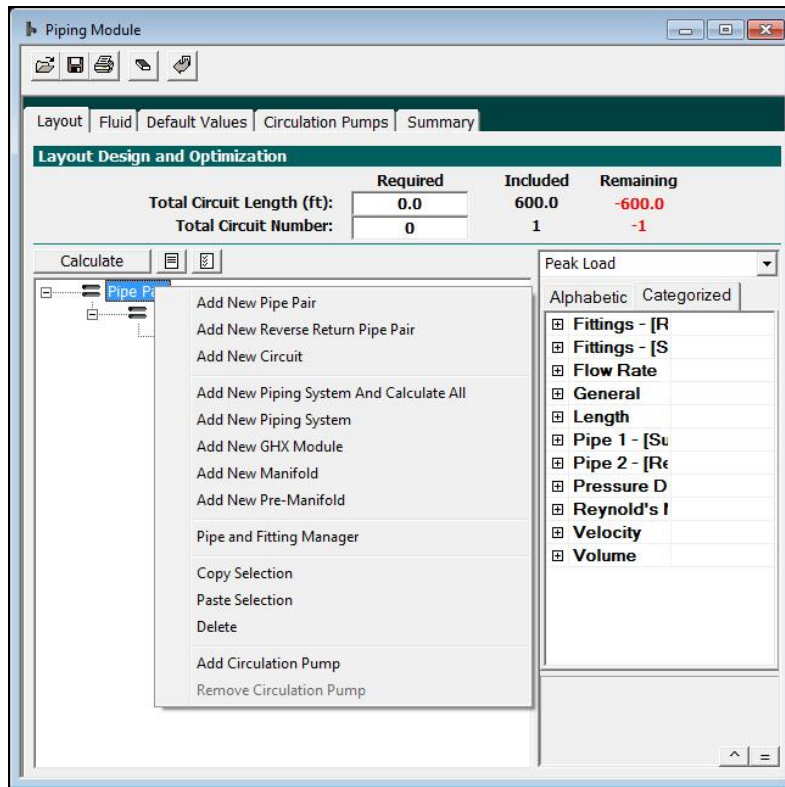 Piping Module
Layout Fluid Default Values Circulation Pumps Summary
Layout Design and Optimization
Required Included Remaining
Total Circuit Length (ft): 0.0 600.0 -600.0
Total Circuit Number: 0 1 -1
Calculate
Peak Load
Pipe
Alphabetic Categorized
Add New Pipe Pair
Add New Reverse Return Pipe Pair
Add New Circuit
Add New Piping System And Calculate All
Add New Piping System
Add New GHX Module
Add New Manifold
Add New Pre-Manifold
Pipe and Fitting Manager
Copy Selection
Paste Selection
Delete
Add Circulation Pump
Remove Circulation Pump
Fittings - [R
Fittings - [S
Flow Rate
General
Length
Pipe 1 - [Su
Pipe 2 - [Re
Pressure D
Reynold's
Velocity
Volume
^ =